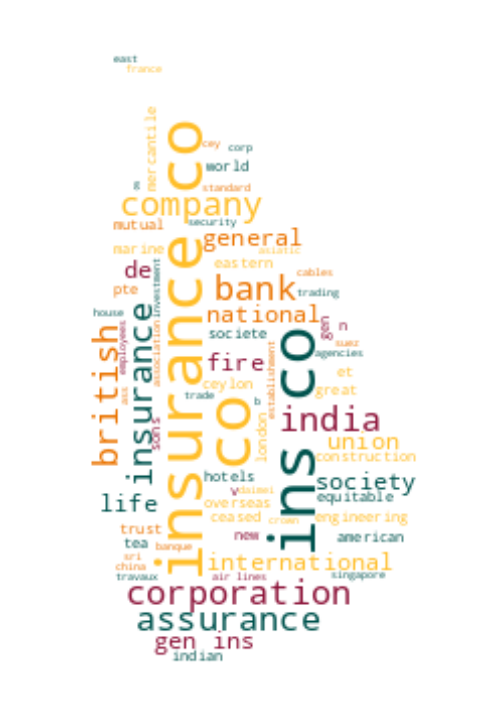 east
france
mercantile
insurance co
cey
corp
world
m
standard
company
mutual
security
general
marine
asiatic
de
eastern
investment
cables
pte
bank
trading
house
national
insurance
employees
british
association
societe
gen
n
suez
agencies
ins co
fire
establishment
et
ceylon
great
ass
trade
co
b
london
india
sons
union
construction
hotels
society
v
daimei
equitable
life
overseas
ceased
crown
engineering
trust
tea
new
american
banque
sri
china
international
travaux
air lines
singapore
corporation
assurance
gen ins
indian